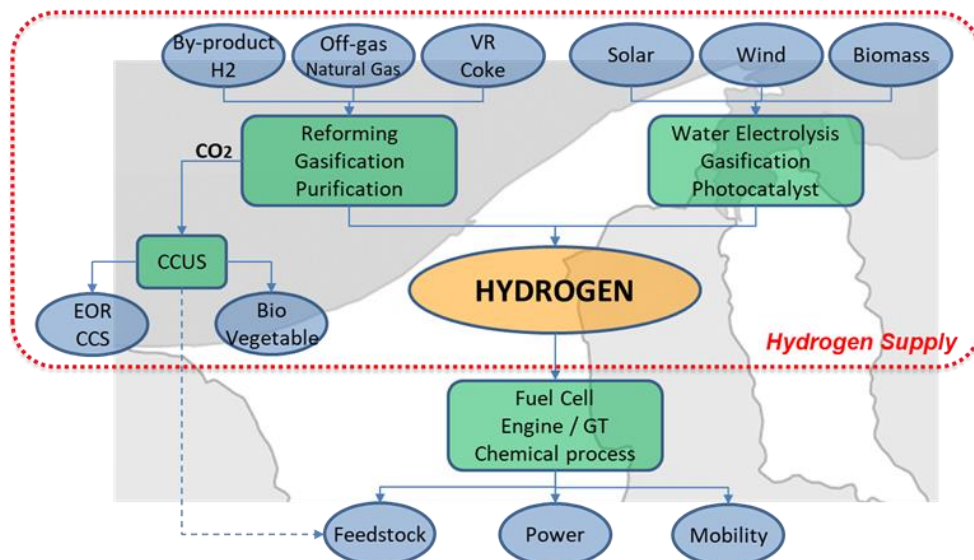 By-product
H2
Off-gas
Natural Gas
VR
Coke
Solar
Wind
Biomass
Reforming
Gasification
Purification
Water Electrolysis
Gasification
Photocatalyst
CO2
CCUS
HYDROGEN
EOR
CCS
Bio
Vegetable
Hydrogen Supply
Fuel Cell
Engine / GT
Chemical process
Feedstock
Power
Mobility